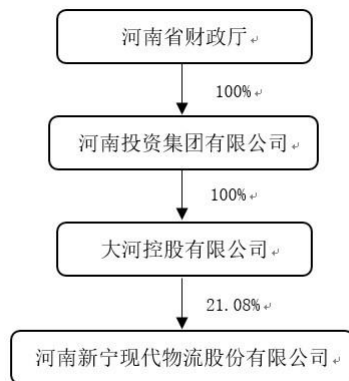 河南省财政厅
100%
河南投资集团有限公司
100%
大河控股有限公司
21.08%
河南新宁现代物流股份有限公司